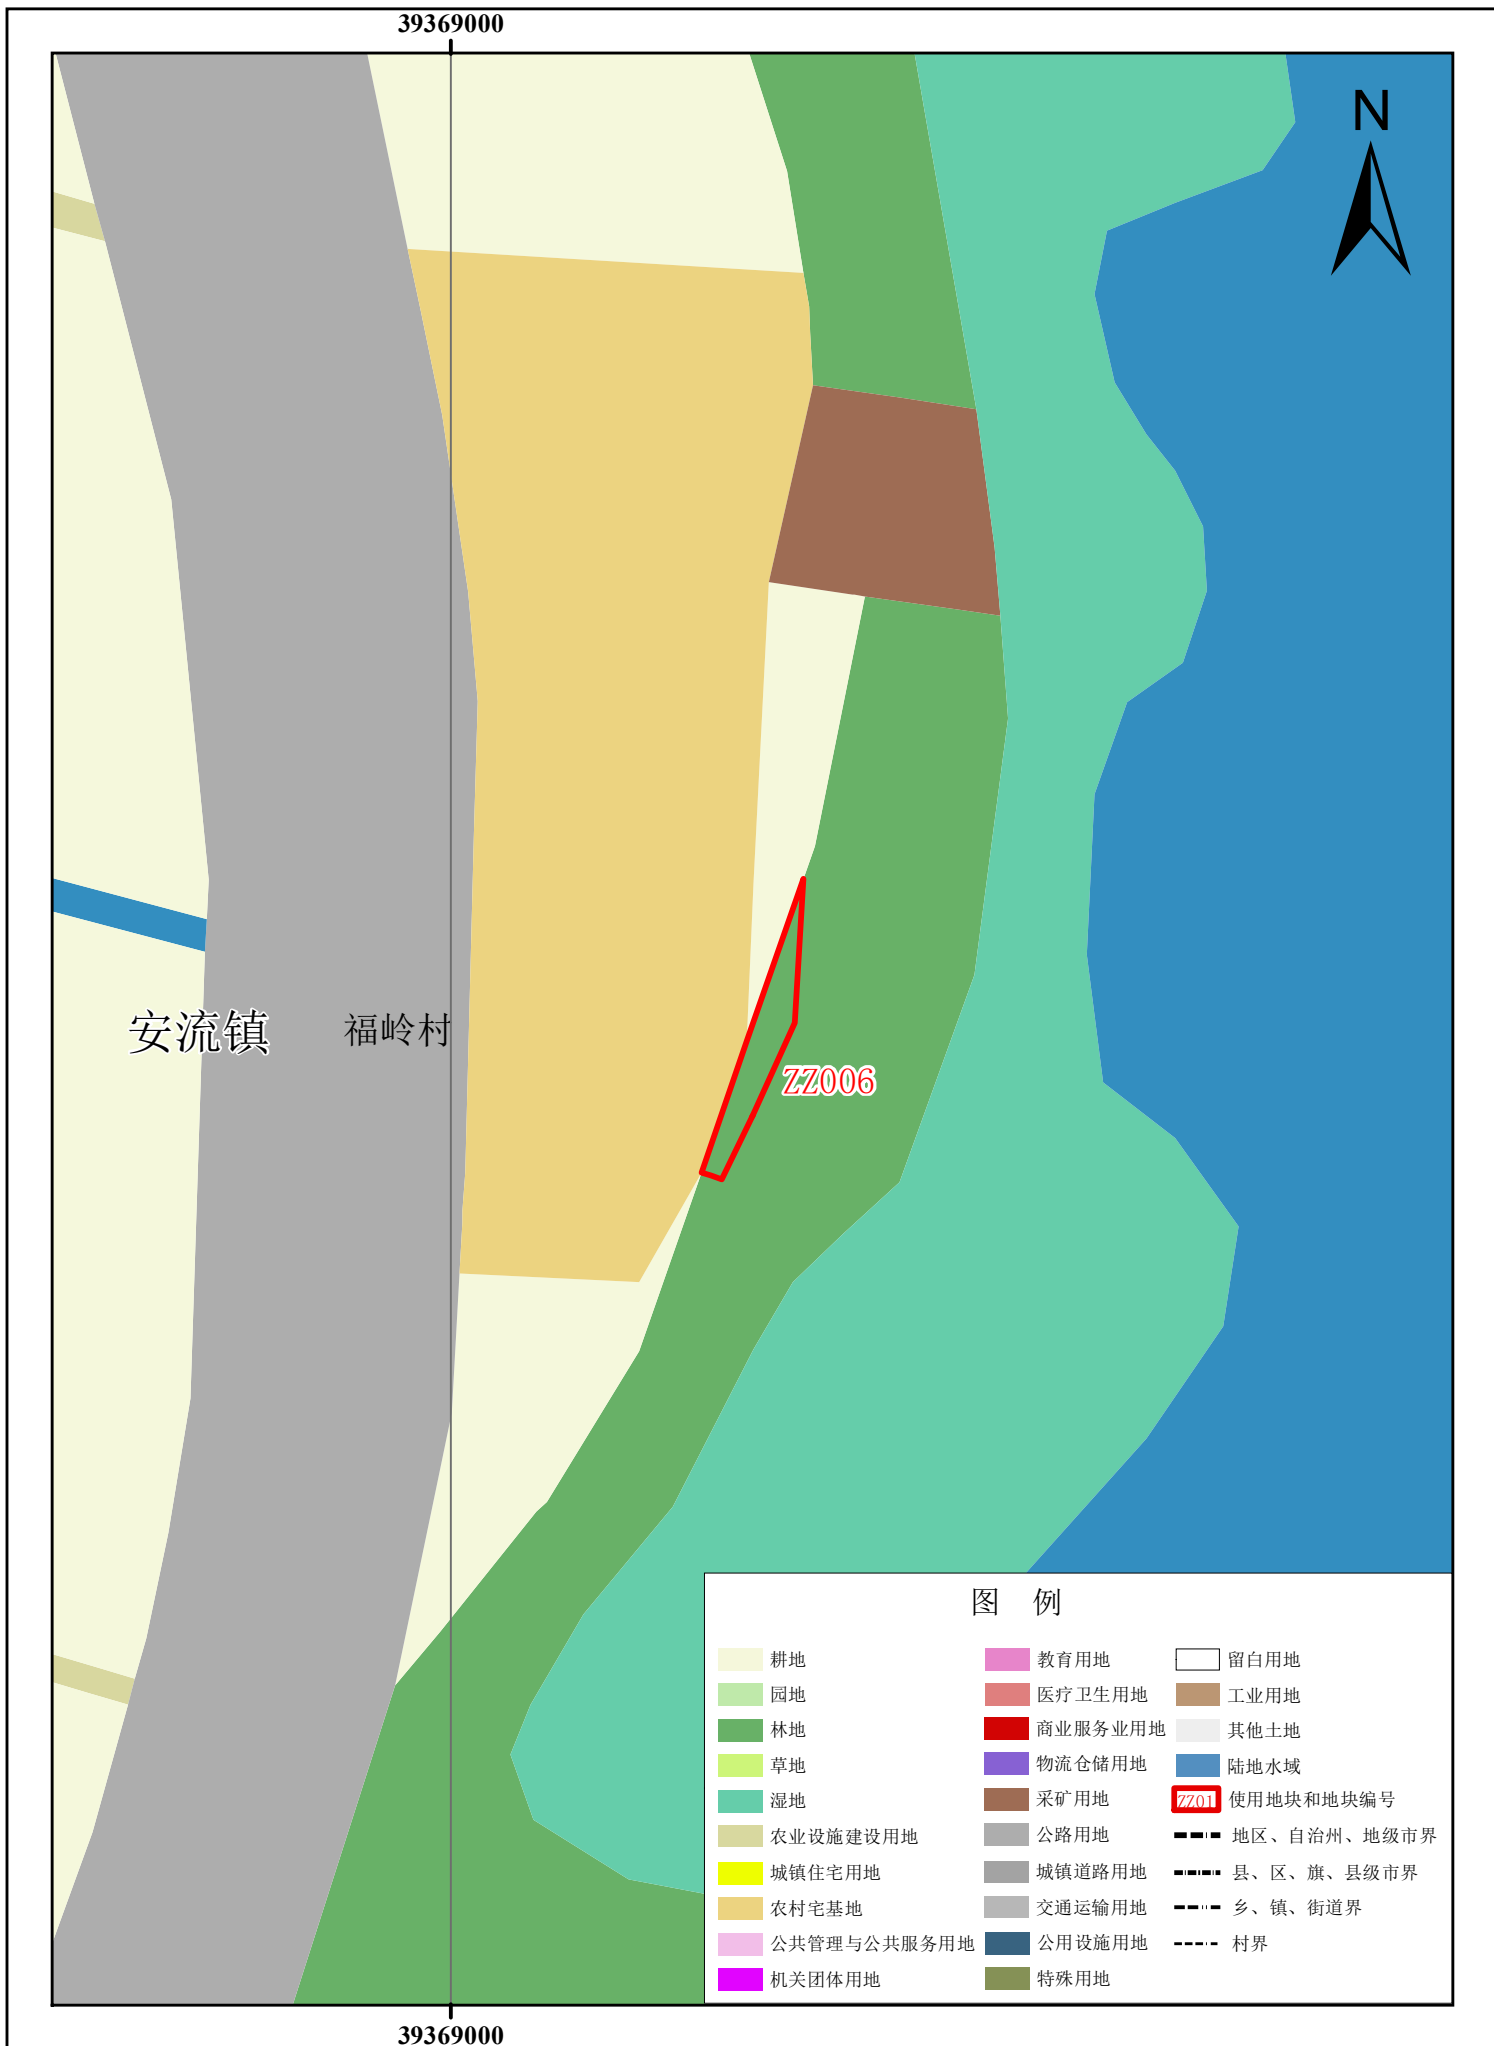 39369000
N
安流镇
福岭村
ZZ006
图 例
耕地
园地
林地
草地
湿地
农业设施建设用地
城镇住宅用地
农村宅基地
公共管理与公共服务用地
机关团体用地
教育用地
医疗卫生用地
商业服务业用地
物流仓储用地
采矿用地
公路用地
城镇道路用地
交通运输用地
公用设施用地
特殊用地
留白用地
工业用地
其他土地
陆地水域
ZZ01 使用地块和地块编号
地区、自治州、地级市界
县、区、旗、县级市界
乡、镇、街道界
村界
39369000